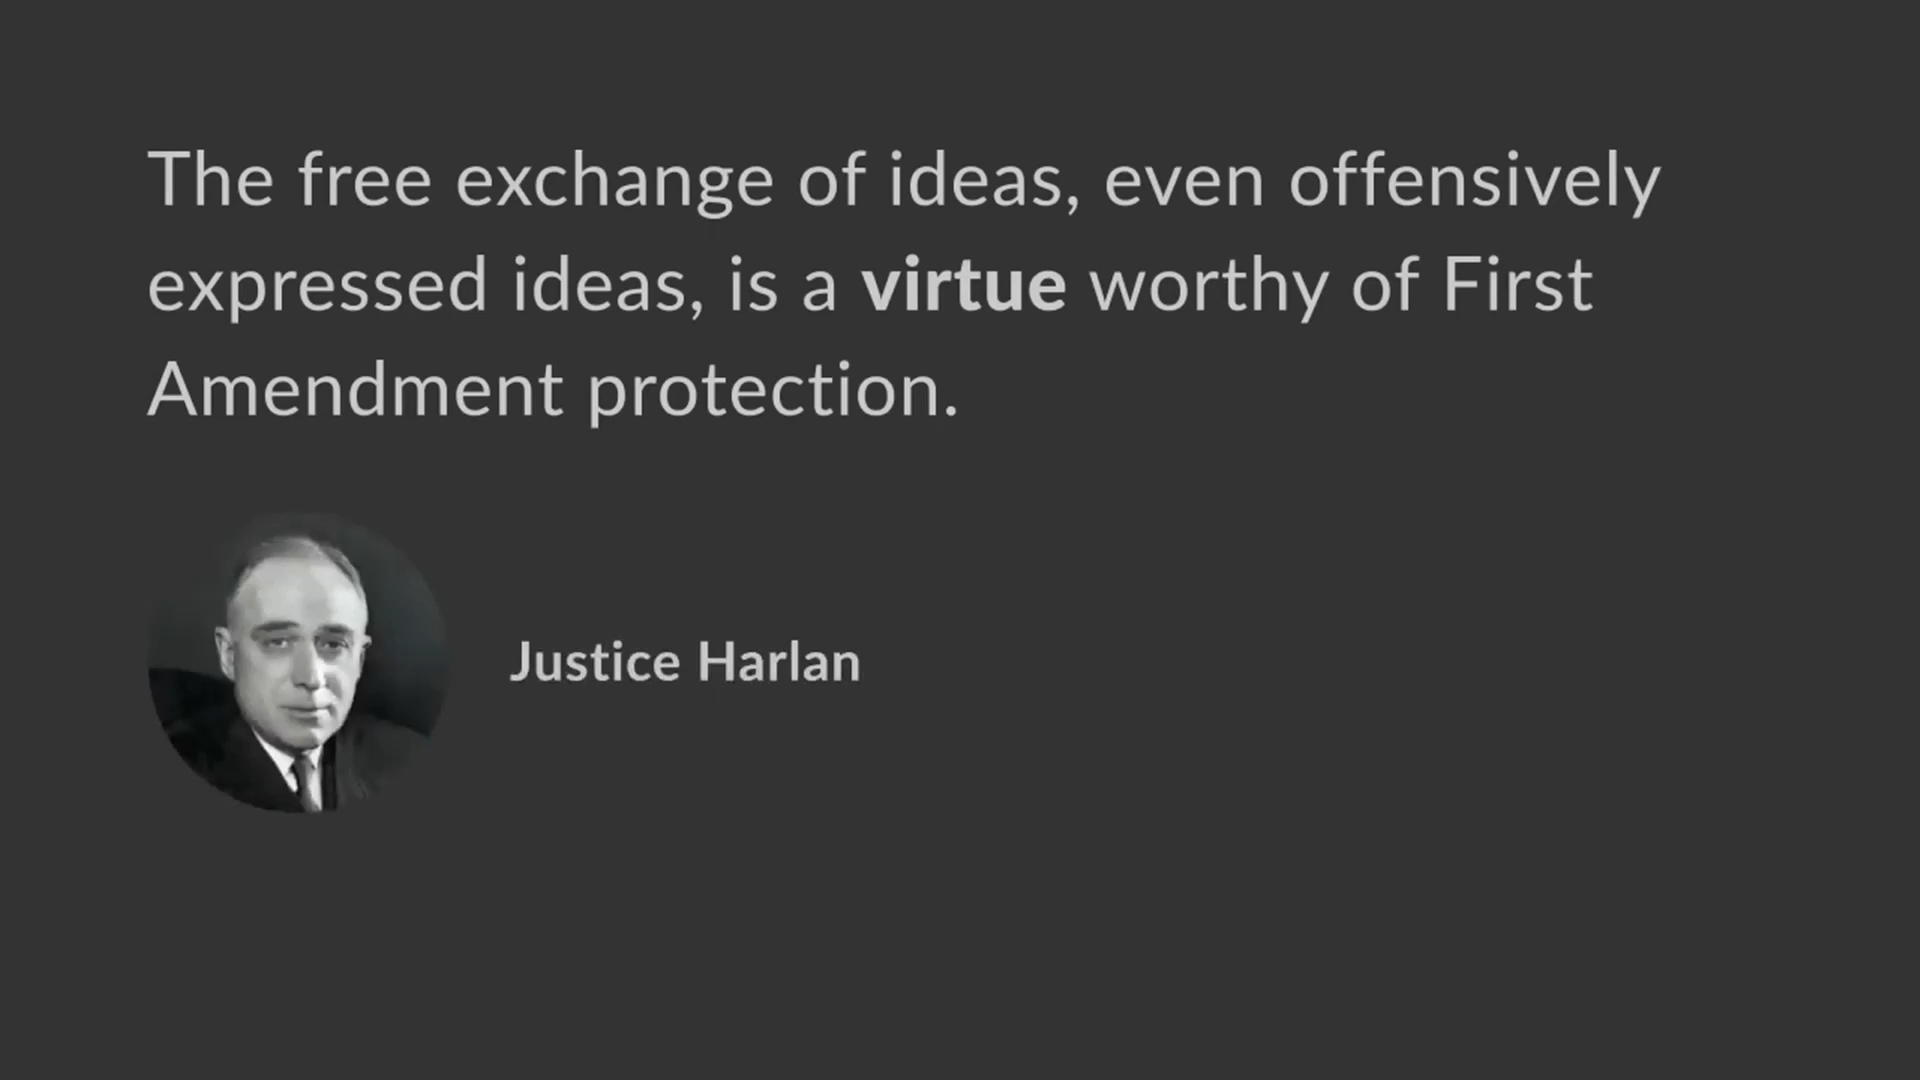 The free exchange of ideas, even offensively
expressed ideas, is a virtue worthy of First
Amendment protection.
Justice Harlan